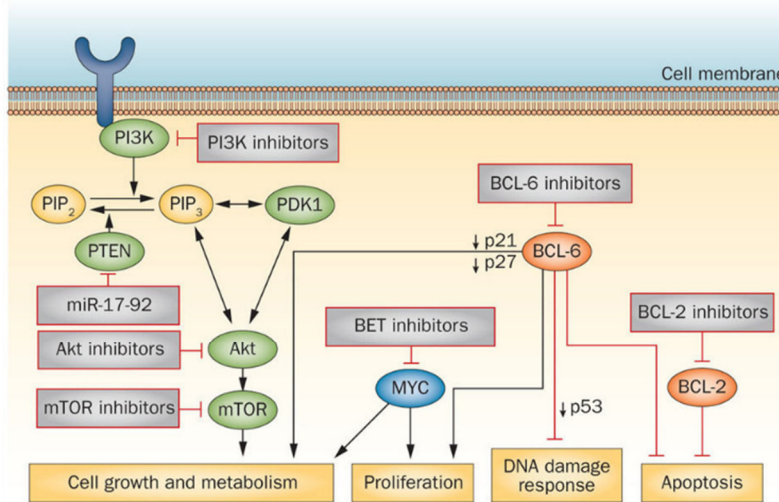 Cell membrane
PI3K
PI3K inhibitors
BCL-6 inhibitors
PIP2
PIP3
PDK1
↓ p21
↓ p27
BCL-6
PTEN
miR-17-92
BET inhibitors
BCL-2 inhibitors
Akt inhibitors
Akt
MYC
BCL-2
mTOR inhibitors
mTOR
↓ p53
Cell growth and metabolism
Proliferation
DNA damage
response
Apoptosis